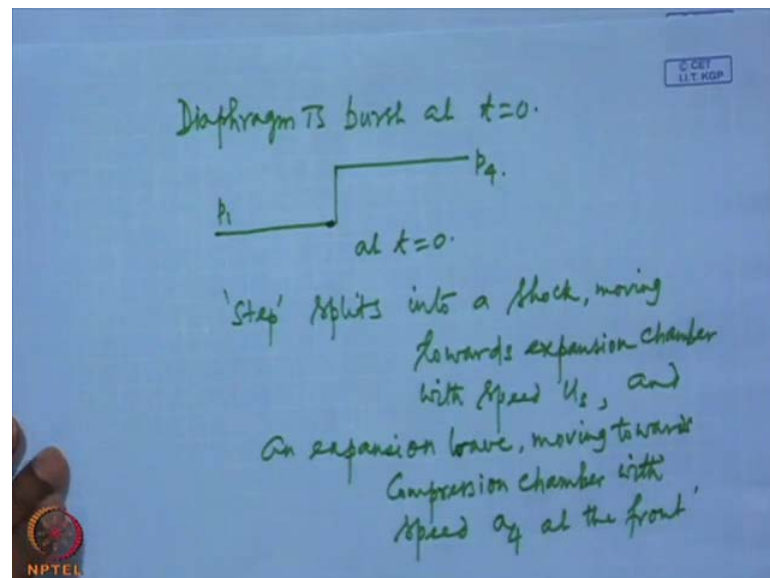 © CET
I.I.T. KGP
Diaphragm is burst at t=0.
p4.
p1
at t=0.
'Step' splits into a shock, moving
towards expansion chamber
with speed us, and
an expansion wave, moving towards
Compression chamber with
speed a4 at the front
NPTEL